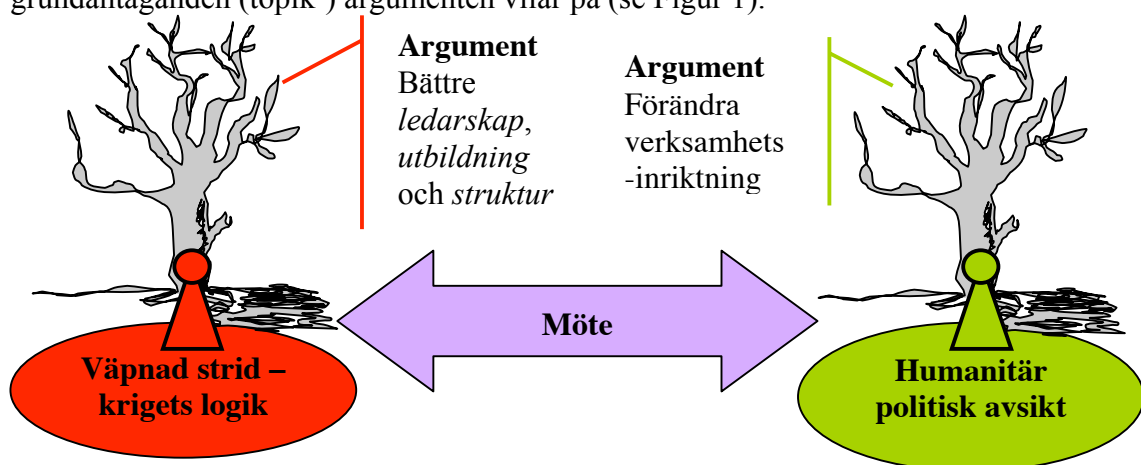 grundantaganden (topik ) argumenten vilar på (se Figur 1).
Argument
Bättre
ledarskap,
utbildning
och struktur
Argument
Förändra
verksamhets
-inriktning
Möte
Väpnad strid –
krigets logik
Humanitär
politisk avsikt